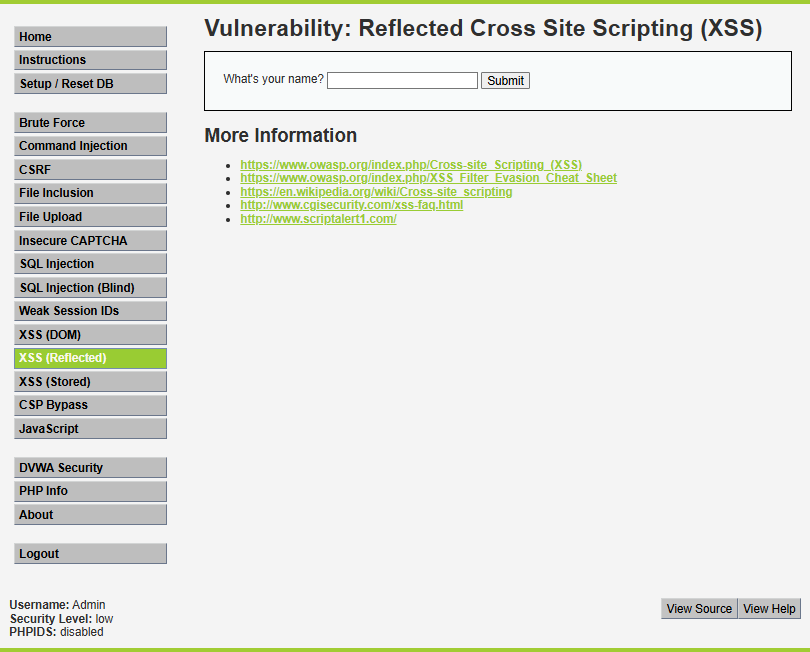 Home
Instructions
Setup / Reset DB
Brute Force
Command Injection
CSRF
File Inclusion
File Upload
Insecure CAPTCHA
SQL Injection
SQL Injection (Blind)
Weak Session IDs
XSS (DOM)
XSS (Reflected)
XSS (Stored)
CSP Bypass
JavaScript
DVWA Security
PHP Info
About
Logout
Vulnerability: Reflected Cross Site Scripting (XSS)
What's your name? Submit
More Information
https://www.owasp.org/index.php/Cross-site_Scripting_(XSS)
https://www.owasp.org/index.php/XSS_Filter_Evasion_Cheat_Sheet
https://en.wikipedia.org/wiki/Cross-site_scripting
http://www.cgisecurity.com/xss-faq.html
http://www.scriptalert1.com/
Username: Admin
Security Level: low
PHPIDS: disabled
View Source View Help